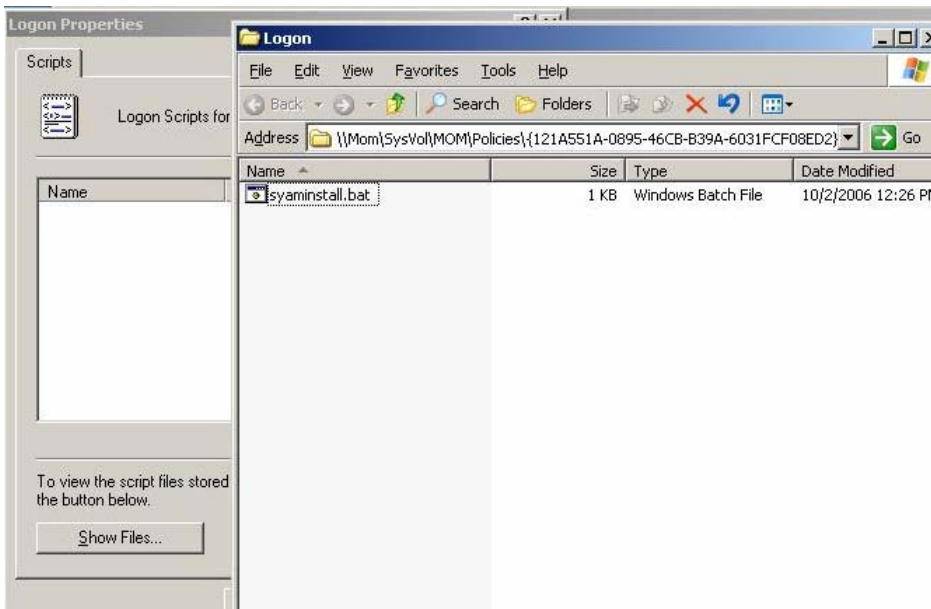 Logon Properties
Scripts
Logon Scripts for
Name
To view the script files stored
the button below.
Show Files...
Logon
File Edit View Favorites Tools Help
Back Search Folders
Address \\Mom\SysVol\MOM\Policies\{121A551A-0895-46CB-B39A-6031FCF08ED2} Go
Name Size Type Date Modified
syaminstall.bat 1 KB Windows Batch File 10/2/2006 12:26 PM